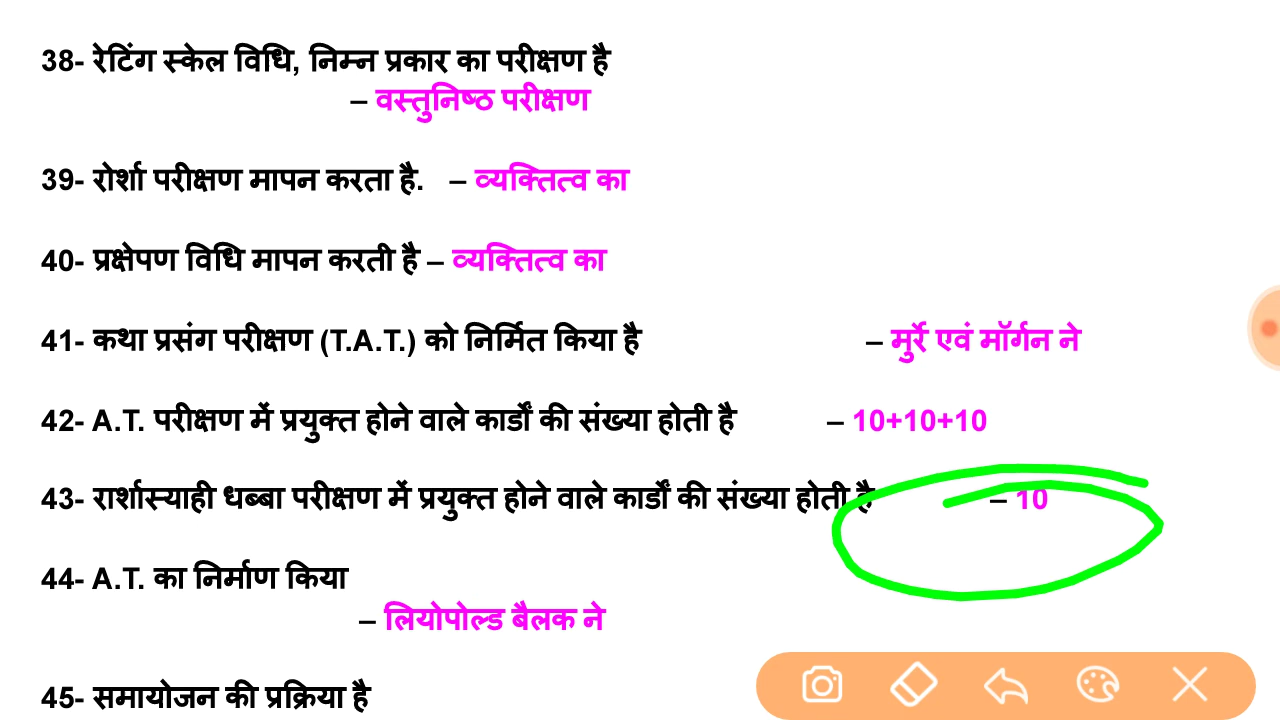 38- रेटिंग स्केल विधि, निम्न प्रकार का परीक्षण है
– वस्तुनिष्ठ परीक्षण
39- रोर्शा परीक्षण मापन करता है. – व्यक्तित्व का
40- प्रक्षेपण विधि मापन करती है – व्यक्तित्व का
41- कथा प्रसंग परीक्षण (T.A.T.) को निर्मित किया है – मुर्रे एवं मॉर्गन ने
42- A.T. परीक्षण में प्रयुक्त होने वाले कार्डों की संख्या होती है – 10+10+10
43- रार्शास्याही धब्बा परीक्षण में प्रयुक्त होने वाले कार्डों की संख्या होती है – 10
44- A.T. का निर्माण किया
– लियोपोल्ड बैलक ने
45- समायोजन की प्रक्रिया है